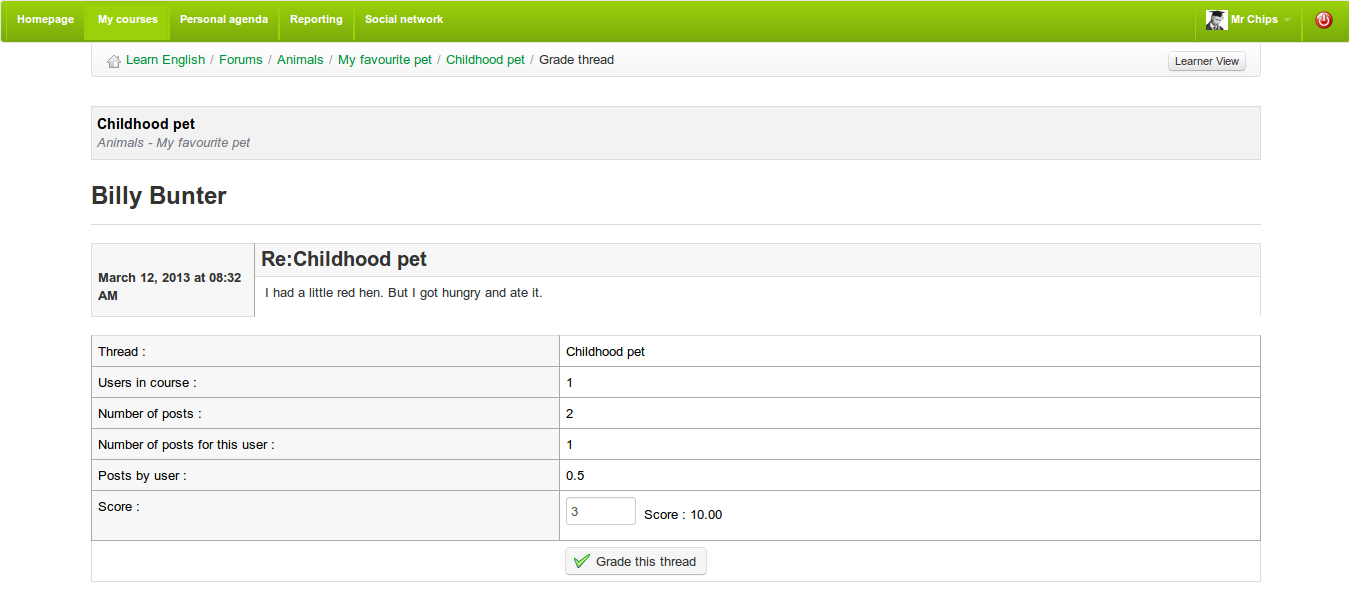 Homepage My courses Personal agenda Reporting Social network Mr Chips
Learn English / Forums / Animals / My favourite pet / Childhood pet / Grade thread Learner View
Childhood pet
Animals - My favourite pet
Billy Bunter
March 12, 2013 at 08:32
AM
Re:Childhood pet
I had a little red hen. But I got hungry and ate it.
Thread : Childhood pet
Users in course : 1
Number of posts : 2
Number of posts for this user : 1
Posts by user : 0.5
Score : 3 Score : 10.00
Grade this thread